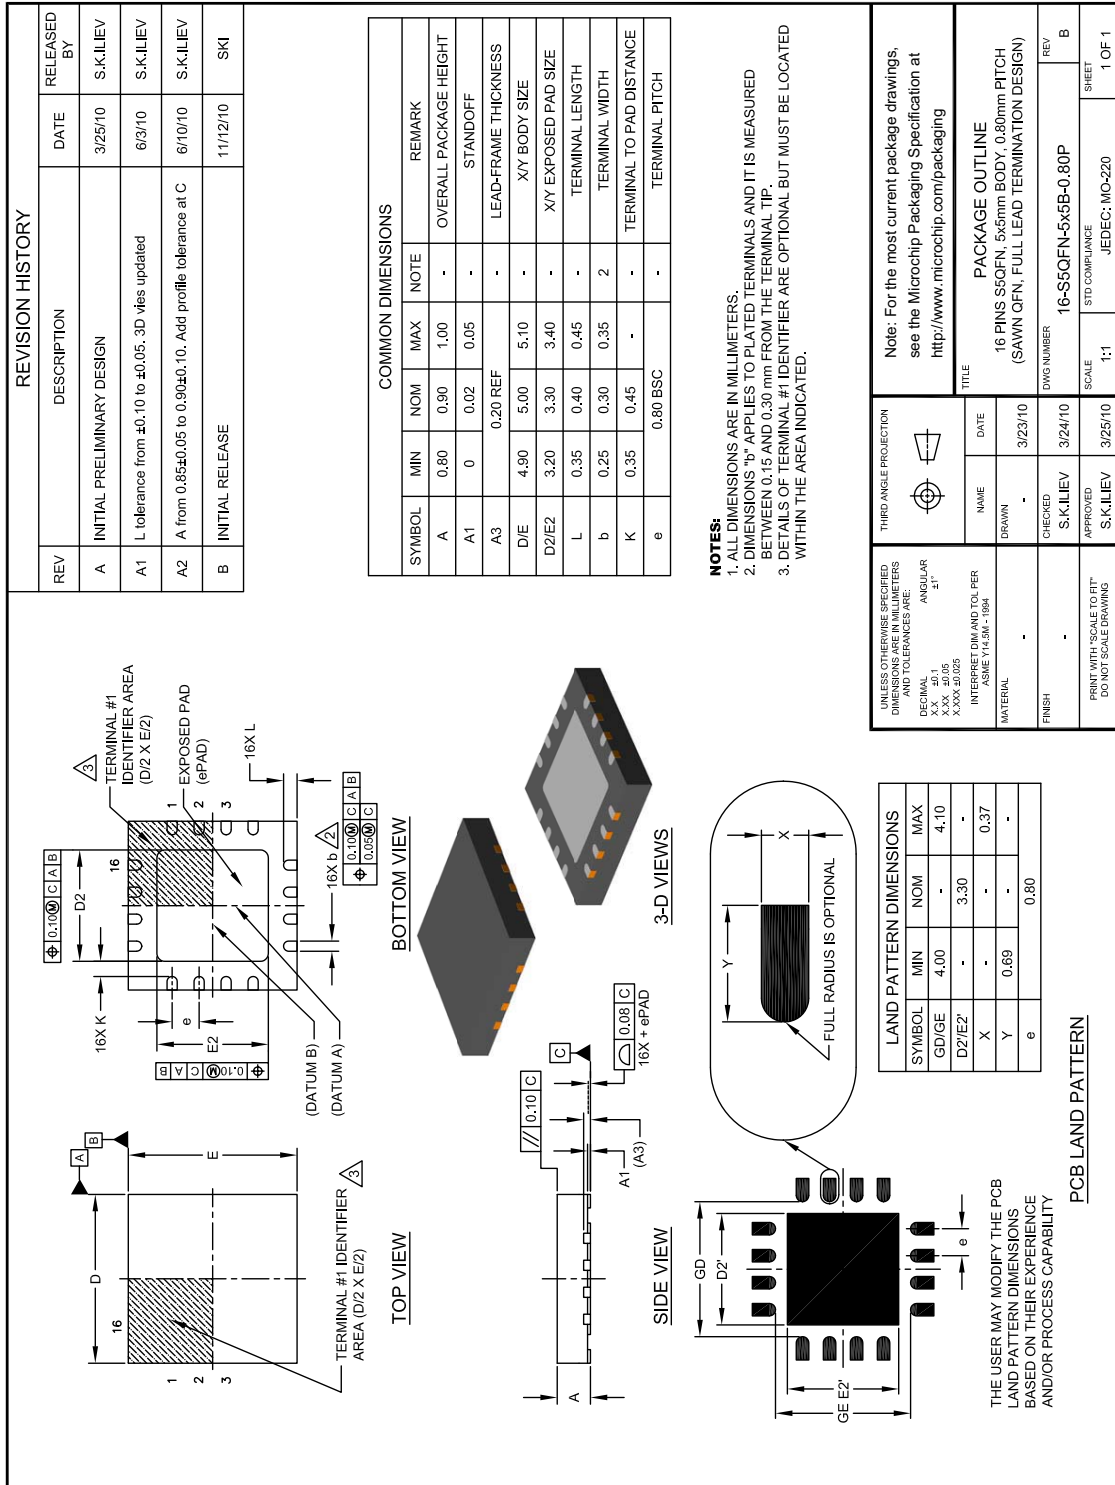 REVISION HISTORY
REV DESCRIPTION DATE RELEASED BY
A INITIAL PRELIMINARY DESIGN 3/25/10 S.K.ILIEV
A1 L tolerance from ±0.10 to ±0.05. 3D vies updated 6/3/10 S.K.ILIEV
A2 A from 0.85±0.05 to 0.90±0.10. Add profile tolerance at C 6/10/10 S.K.ILIEV
B INITIAL RELEASE 11/12/10 SKI
A
B
D
E
16
1
2
3
TERMINAL #1 IDENTIFIER
AREA (D/2 X E/2)
3
TOP VIEW
0.10 M C A B
D2
16X K
16
e
E2
0.10 M C A B
3
TERMINAL #1
IDENTIFIER AREA
(D/2 X E/2)
EXPOSED PAD
(ePAD)
1
2
3
16X L
(DATUM B)
(DATUM A)
16X b
2
0.10 M C A B
0.05 M C
BOTTOM VIEW
COMMON DIMENSIONS
SYMBOL MIN NOM MAX NOTE REMARK
A 0.80 0.90 1.00 - OVERALL PACKAGE HEIGHT
A1 0 0.02 0.05 - STANDOFF
A3 0.20 REF - LEAD-FRAME THICKNESS
D/E 4.90 5.00 5.10 - X/Y BODY SIZE
D2/E2 3.20 3.30 3.40 - X/Y EXPOSED PAD SIZE
L 0.35 0.40 0.45 - TERMINAL LENGTH
b 0.25 0.30 0.35 2 TERMINAL WIDTH
K 0.35 0.45 - - TERMINAL TO PAD DISTANCE
e 0.80 BSC - TERMINAL PITCH
// 0.10 C
C
A
A1
(A3)
0.08 C
16X + ePAD
SIDE VIEW
3-D VIEWS
NOTES:
1. ALL DIMENSIONS ARE IN MILLIMETERS.
2. DIMENSIONS "b" APPLIES TO PLATED TERMINALS AND IT IS MEASURED
BETWEEN 0.15 AND 0.30 mm FROM THE TERMINAL TIP.
3. DETAILS OF TERMINAL #1 IDENTIFIER ARE OPTIONAL BUT MUST BE LOCATED
WITHIN THE AREA INDICATED.
GD
D2'
GE
E2'
e
Y
X
FULL RADIUS IS OPTIONAL
THE USER MAY MODIFY THE PCB
LAND PATTERN DIMENSIONS
BASED ON THEIR EXPERIENCE
AND/OR PROCESS CAPABILITY
LAND PATTERN DIMENSIONS
SYMBOL MIN NOM MAX
GD/GE 4.00 - 4.10
D2'/E2' - 3.30 -
X - - 0.37
Y 0.69 - -
e 0.80
PCB LAND PATTERN
UNLESS OTHERWISE SPECIFIED
DIMENSIONS ARE IN MILLIMETERS
AND TOLERANCES ARE:
DECIMAL ANGULAR
X.X ±0.1 ±1°
X.XX ±0.05
X.XXX ±0.025
INTERPRET DIM AND TOL PER
ASME Y14.5M - 1994
MATERIAL
-
FINISH
-
PRINT WITH "SCALE TO FIT"
DO NOT SCALE DRAWING
THIRD ANGLE PROJECTION
NAME DATE
DRAWN
- 3/23/10
CHECKED
S.K.ILIEV 3/24/10
APPROVED
S.K.ILIEV 3/25/10
Note: For the most current package drawings,
see the Microchip Packaging Specification at
http://www.microchip.com/packaging
TITLE
PACKAGE OUTLINE
16 PINS S5QFN, 5x5mm BODY, 0.80mm PITCH
(SAWN QFN, FULL LEAD TERMINATION DESIGN)
DWG NUMBER
16-S5QFN-5x5B-0.80P
REV
B
SCALE
1:1
STD COMPLIANCE
JEDEC: MO-220
SHEET
1 OF 1